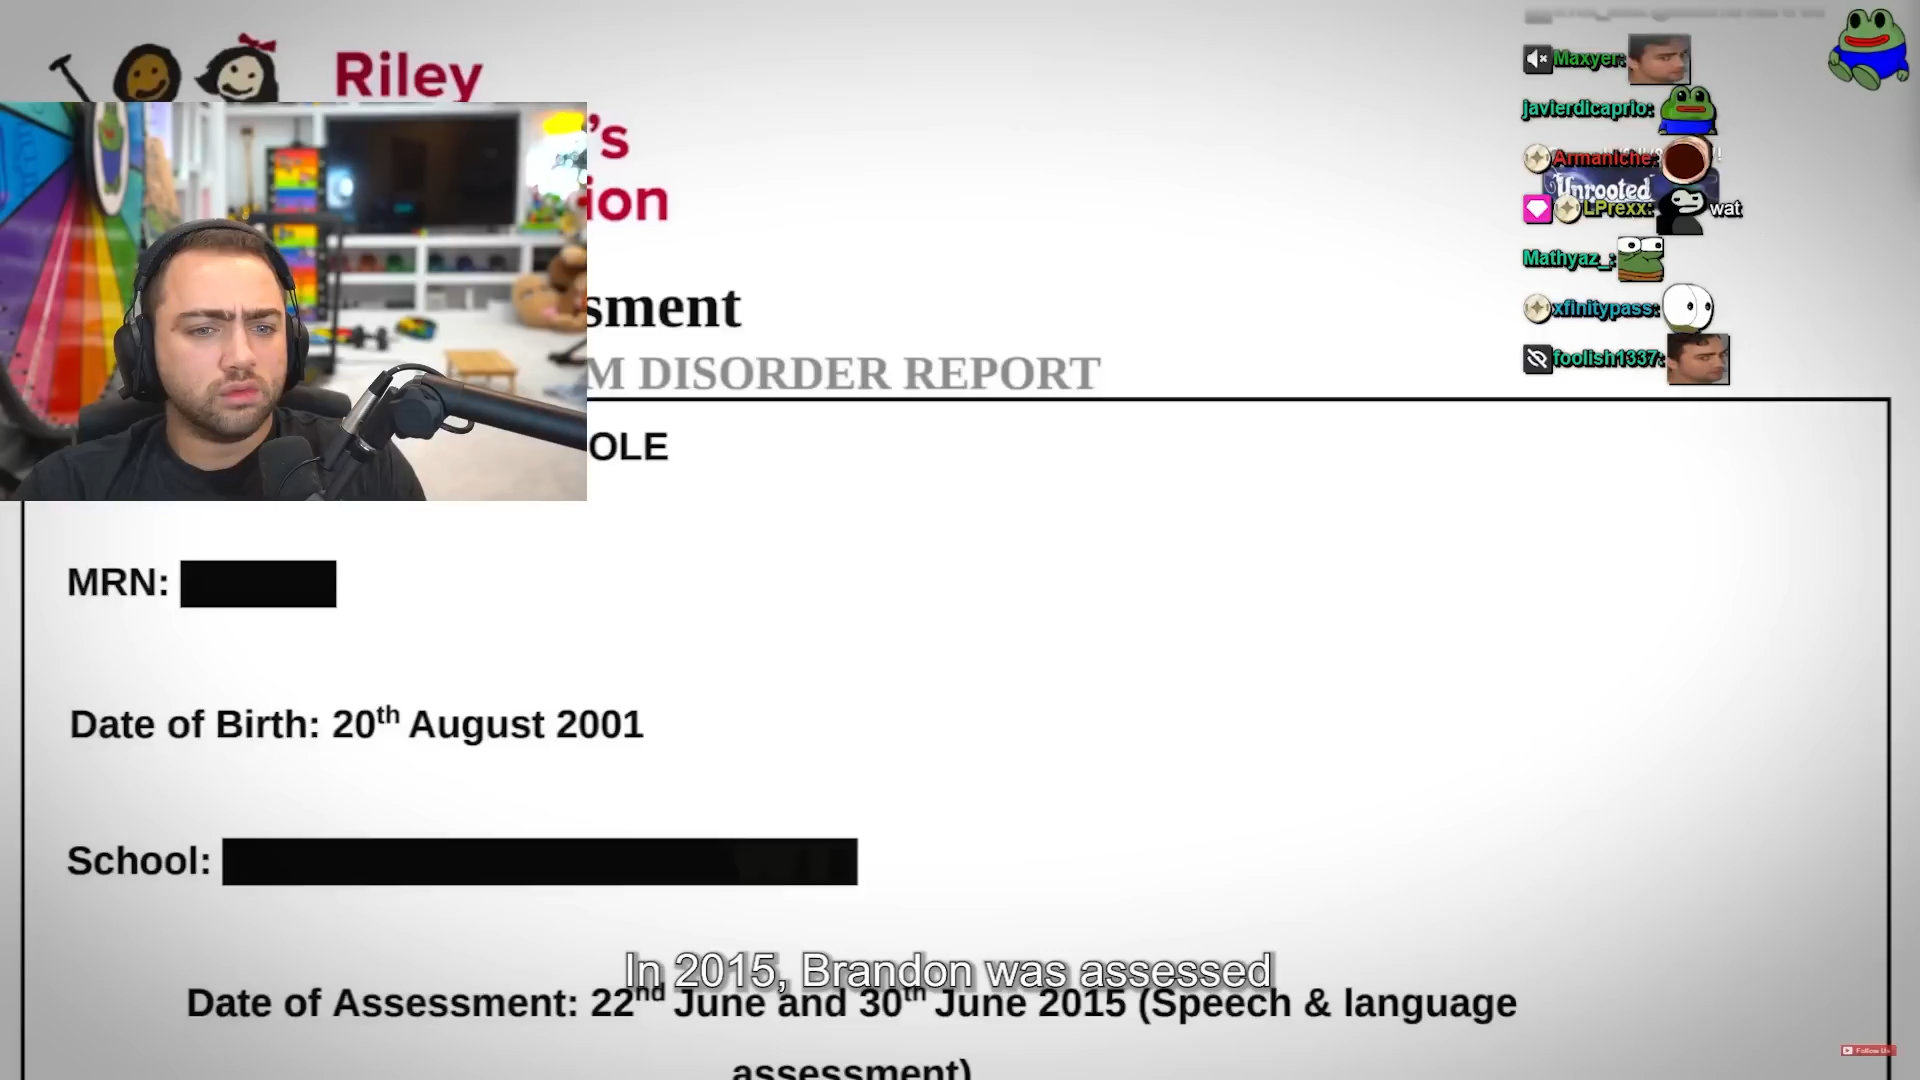 Riley
's
ion
sment
M DISORDER REPORT
OLE
MRN:
Date of Birth: 20th August 2001
School:
In 2015, Brandon was assessed
Date of Assessment: 22nd June and 30th June 2015 (Speech & language
assessment)
Maxyer:
javierdicaprio:
Armaniche: !
Unrooted
LPrexx: wat
Mathyaz_:
xfinitypass:
foolish1337:
Follow Us